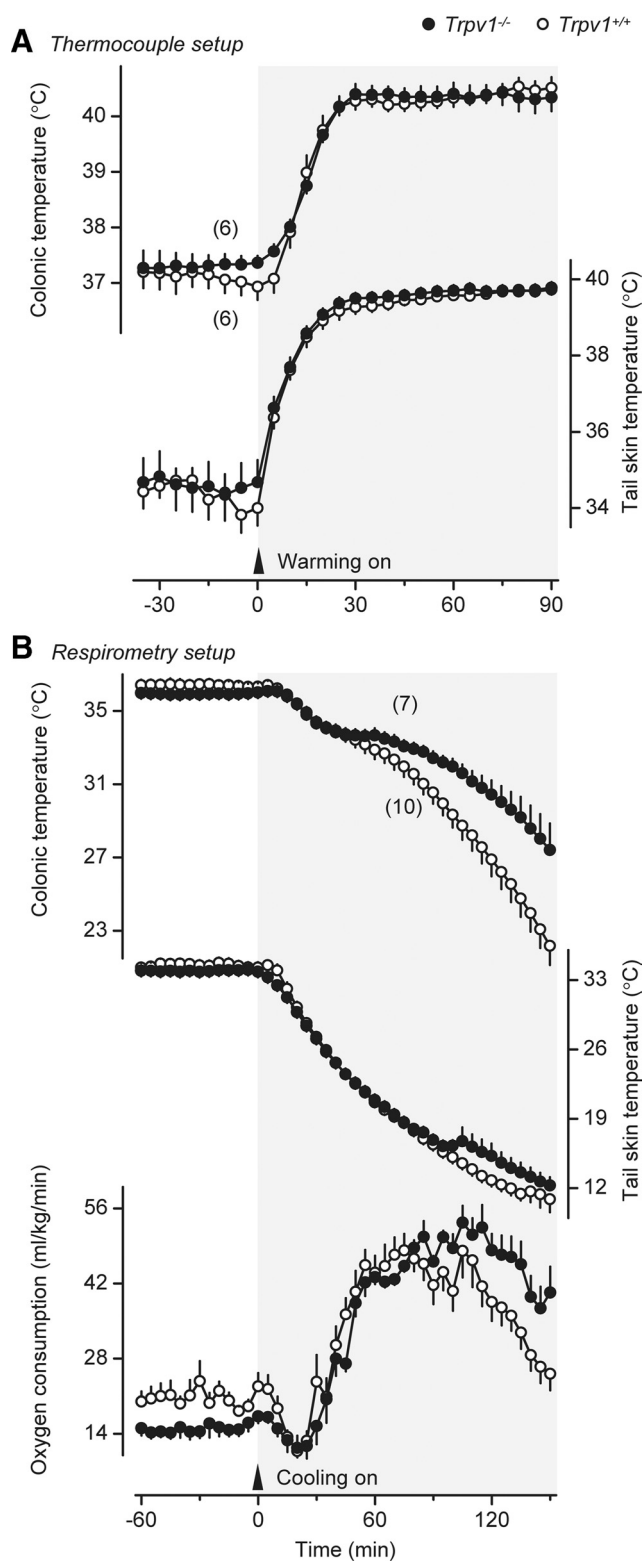 ● Trpv1-/- ○ Trpv1+/+
A Thermocouple setup
Colonic temperature (°C)
40
39
38
37
(6)
(6)
Tail skin temperature (°C)
40
38
36
34
Warming on
-30 0 30 60 90
B Respirometry setup
Colonic temperature (°C)
35
31
27
23
(7)
(10)
Tail skin temperature (°C)
33
26
19
12
Oxygen consumption (ml/kg/min)
56
42
28
14
Cooling on
-60 0 60 120
Time (min)